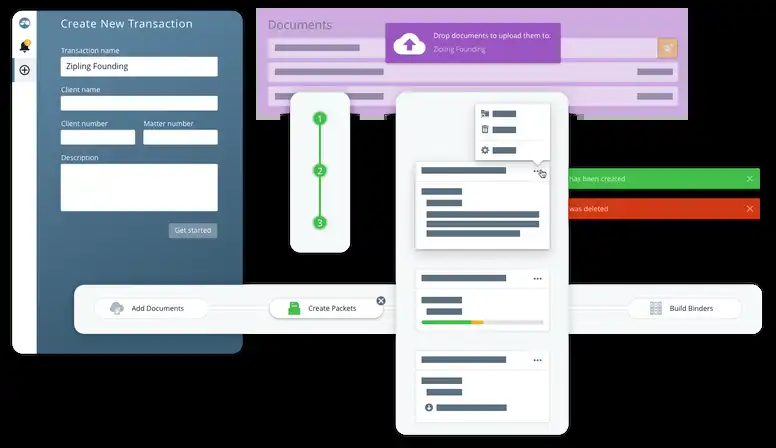 Create New Transaction
Transaction name
Zipling Founding
Client name
Client number
Matter number
Description
Get started
Documents
Drop documents to upload them to:
Zipling Founding
1
2
3
has been created
was deleted
Add Documents
Create Packets
Build Binders